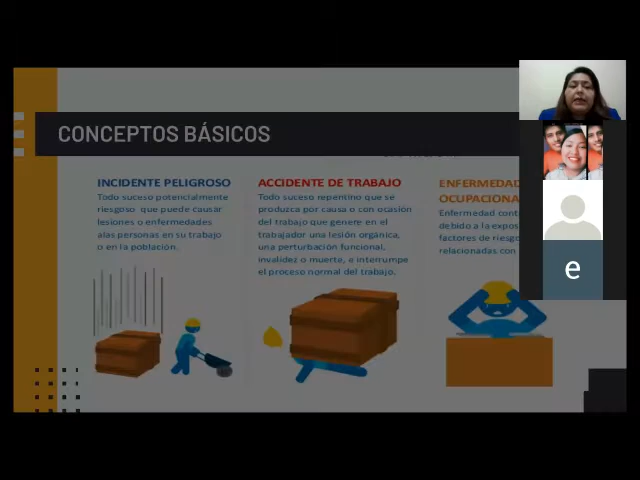 CONCEPTOS BÁSICOS
INCIDENTE PELIGROSO
Todo suceso potencialmente
riesgoso que puede causar
lesiones o enfermedades
alas personas en su trabajo
o en la población.
ACCIDENTE DE TRABAJO
Todo suceso repentino que se
produzca por causa o con ocasión
del trabajo que genere en el
trabajador una lesión orgánica,
una perturbación funcional,
invalidez o muerte, e interrumpe
el proceso normal del trabajo.
ENFERMEDAD
OCUPACIONA
Enfermedad cont
debido a la expos
factores de riesgo
relacionadas con
e